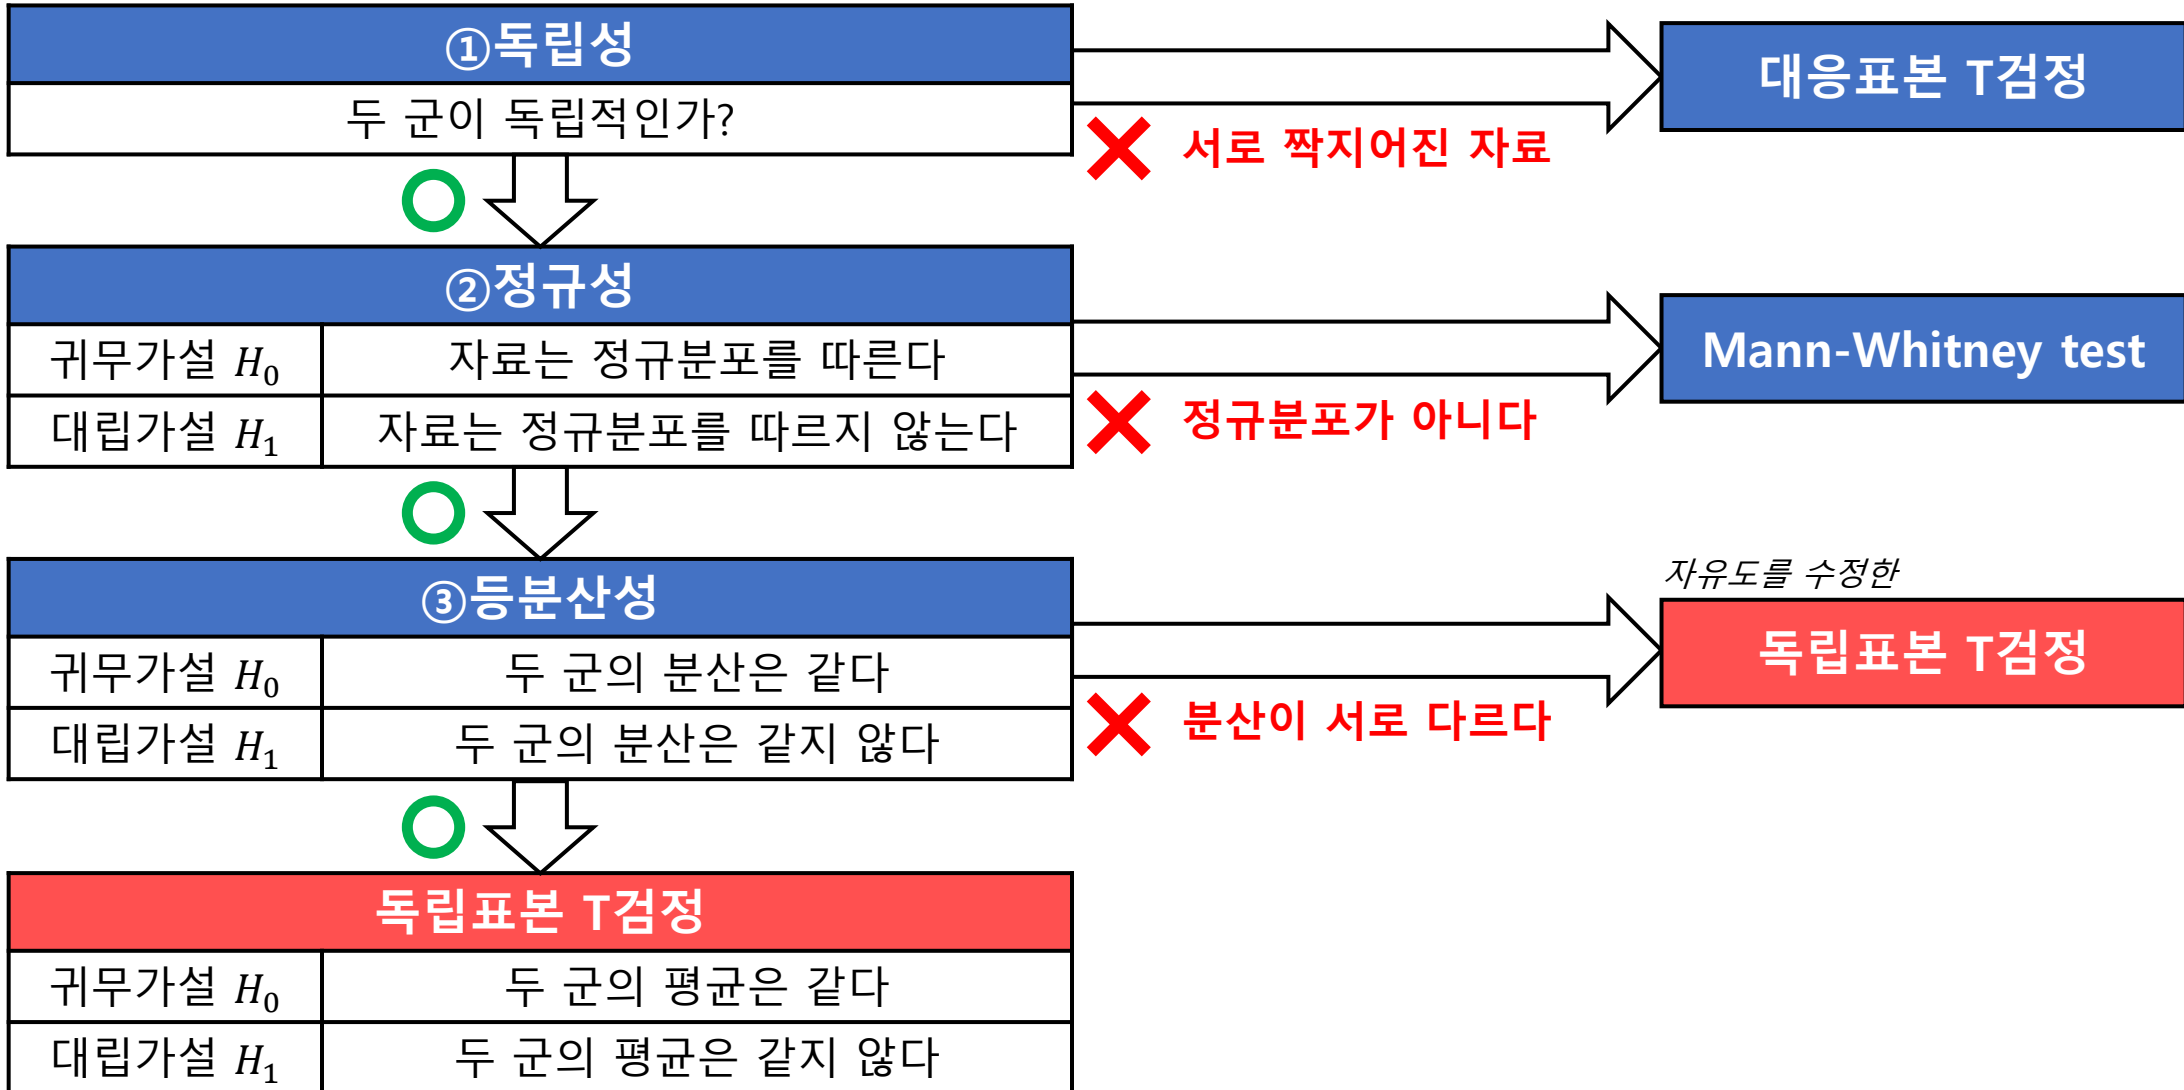 ①독립성
두 군이 독립적인가?
대응표본 T검정
서로 짝지어진 자료
②정규성
귀무가설 H₀ 자료는 정규분포를 따른다
대립가설 H₁ 자료는 정규분포를 따르지 않는다
Mann-Whitney test
정규분포가 아니다
③등분산성
귀무가설 H₀ 두 군의 분산은 같다
대립가설 H₁ 두 군의 분산은 같지 않다
자유도를 수정한
독립표본 T검정
분산이 서로 다르다
독립표본 T검정
귀무가설 H₀ 두 군의 평균은 같다
대립가설 H₁ 두 군의 평균은 같지 않다